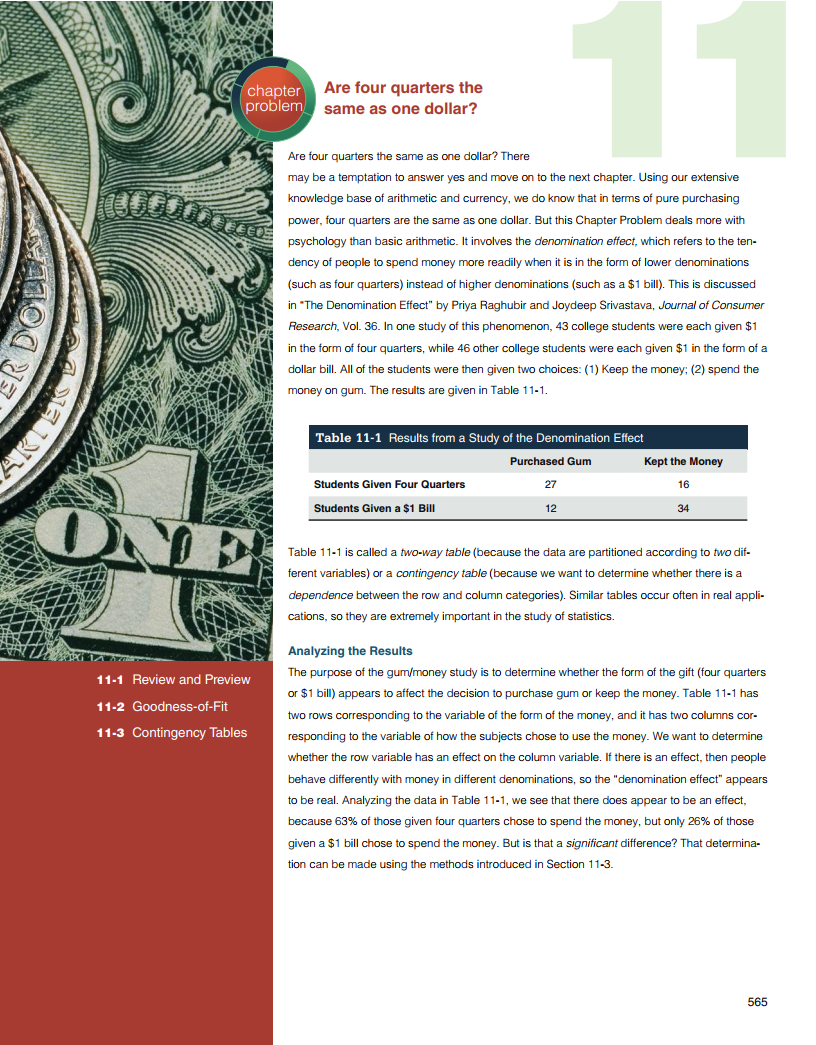 11
chapter
problem
Are four quarters the
same as one dollar?
Are four quarters the same as one dollar? There
may be a temptation to answer yes and move on to the next chapter. Using our extensive
knowledge base of arithmetic and currency, we do know that in terms of pure purchasing
power, four quarters are the same as one dollar. But this Chapter Problem deals more with
psychology than basic arithmetic. It involves the denomination effect, which refers to the ten-
dency of people to spend money more readily when it is in the form of lower denominations
(such as four quarters) instead of higher denominations (such as a $1 bill). This is discussed
in “The Denomination Effect” by Priya Raghubir and Joydeep Srivastava, Journal of Consumer
Research, Vol. 36. In one study of this phenomenon, 43 college students were each given $1
in the form of four quarters, while 46 other college students were each given $1 in the form of a
dollar bill. All of the students were then given two choices: (1) Keep the money; (2) spend the
money on gum. The results are given in Table 11-1.
Table 11-1 Results from a Study of the Denomination Effect
Purchased Gum Kept the Money
Students Given Four Quarters 27 16
Students Given a $1 Bill 12 34
Table 11-1 is called a two-way table (because the data are partitioned according to two dif-
ferent variables) or a contingency table (because we want to determine whether there is a
dependence between the row and column categories). Similar tables occur often in real appli-
cations, so they are extremely important in the study of statistics.
Analyzing the Results
The purpose of the gum/money study is to determine whether the form of the gift (four quarters
or $1 bill) appears to affect the decision to purchase gum or keep the money. Table 11-1 has
two rows corresponding to the variable of the form of the money, and it has two columns cor-
responding to the variable of how the subjects chose to use the money. We want to determine
whether the row variable has an effect on the column variable. If there is an effect, then people
behave differently with money in different denominations, so the “denomination effect” appears
to be real. Analyzing the data in Table 11-1, we see that there does appear to be an effect,
because 63% of those given four quarters chose to spend the money, but only 26% of those
given a $1 bill chose to spend the money. But is that a significant difference? That determina-
tion can be made using the methods introduced in Section 11-3.
1
ONE
11-1 Review and Preview
11-2 Goodness-of-Fit
11-3 Contingency Tables
565